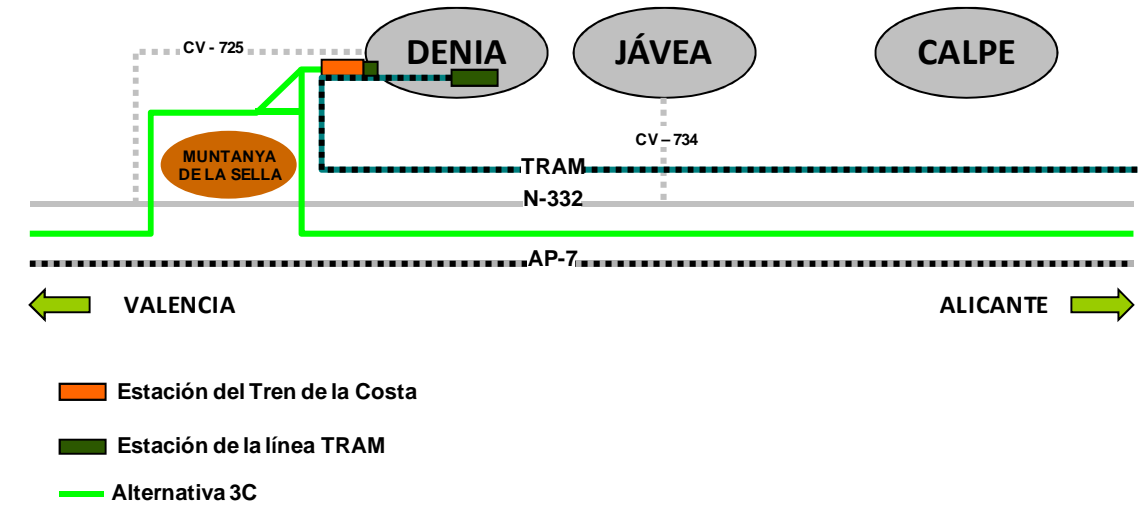 CV - 725
DENIA
JÁVEA
CALPE
CV – 734
MUNTANYA
DE LA SELLA
TRAM
N-332
AP-7
VALENCIA
ALICANTE
Estación del Tren de la Costa
Estación de la línea TRAM
Alternativa 3C